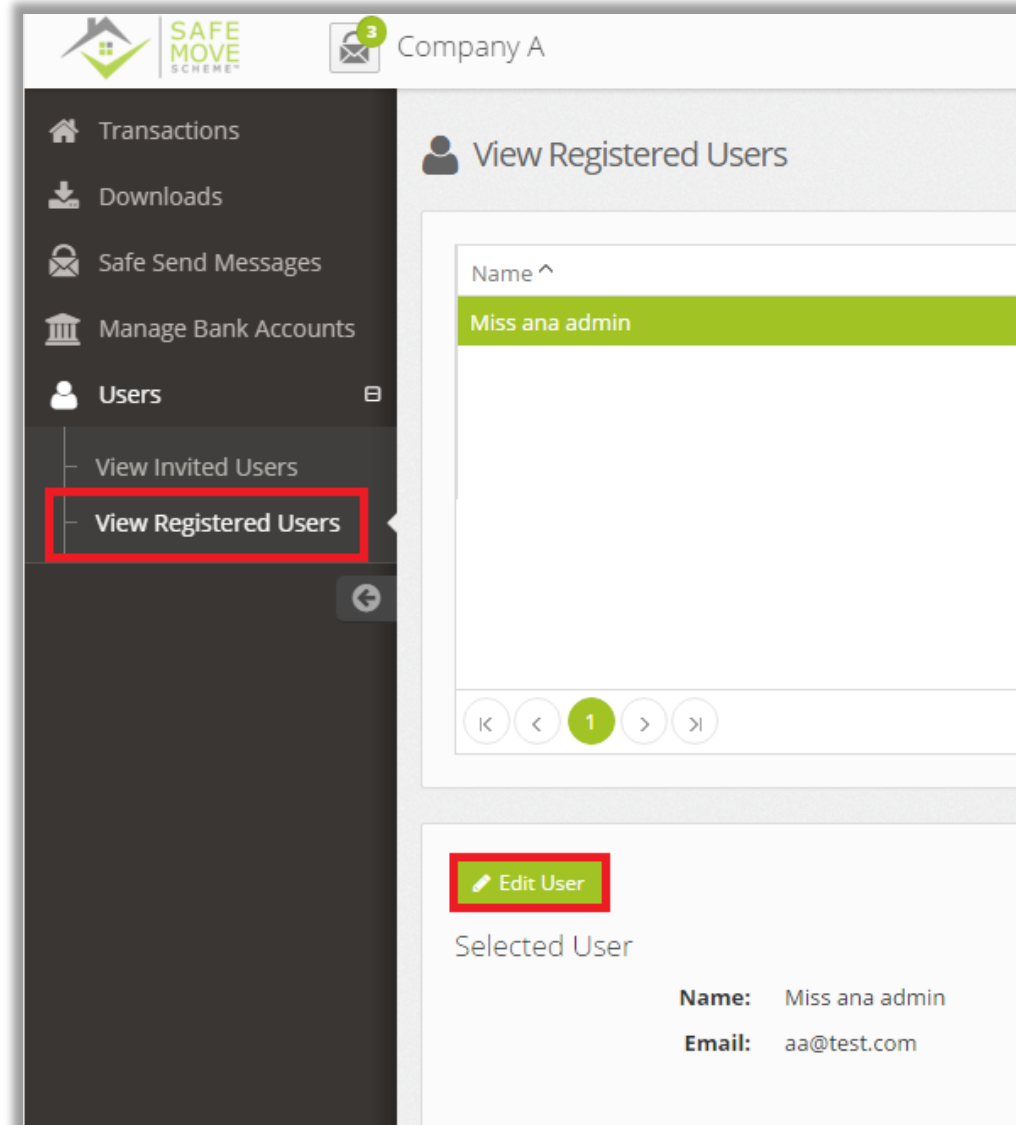 SAFE
MOVE
SCHEME™
3
Company A
Transactions
Downloads
Safe Send Messages
Manage Bank Accounts
Users
View Invited Users
View Registered Users
View Registered Users
Name
Miss ana admin
1
Edit User
Selected User
Name: Miss ana admin
Email: aa@test.com